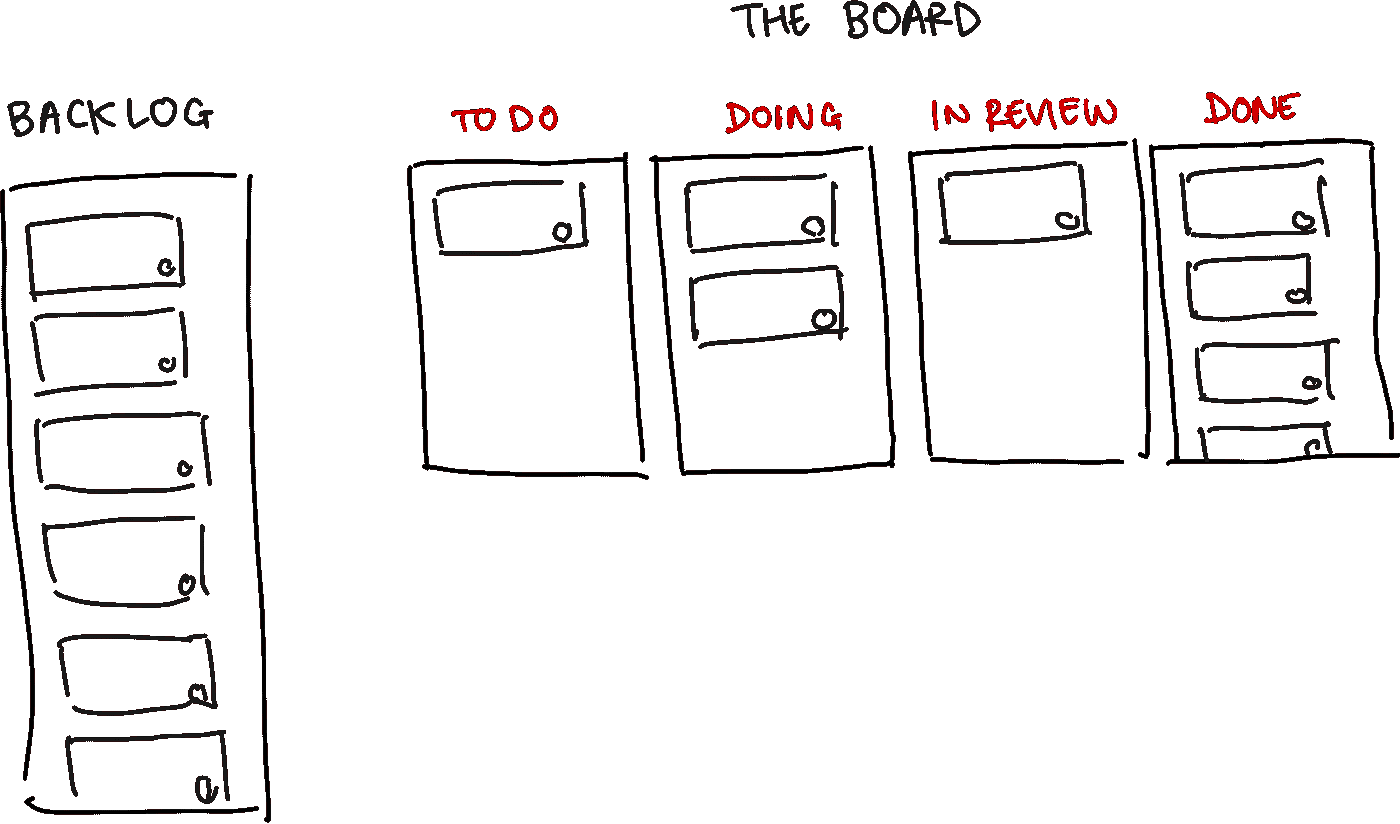 THE BOARD
BACKLOG
TO DO
DOING
IN REVIEW
DONE